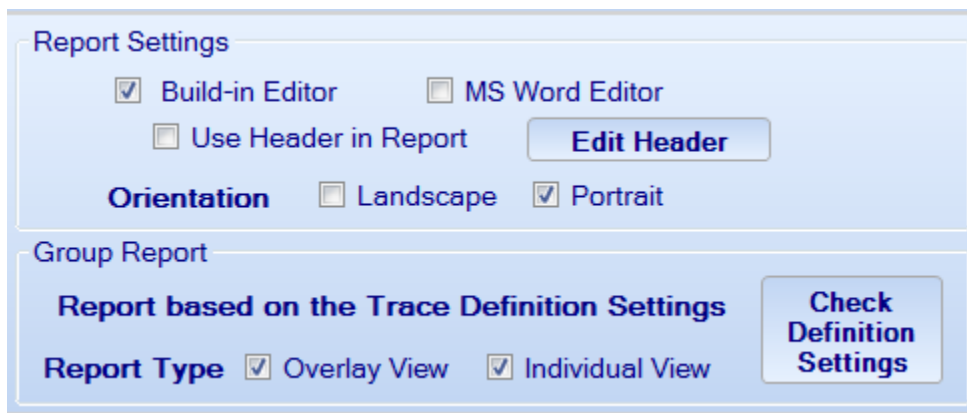 Report Settings
Build-in Editor MS Word Editor
Use Header in Report Edit Header
Orientation Landscape Portrait
Group Report
Report based on the Trace Definition Settings
Check
Definition
Settings
Report Type Overlay View Individual View